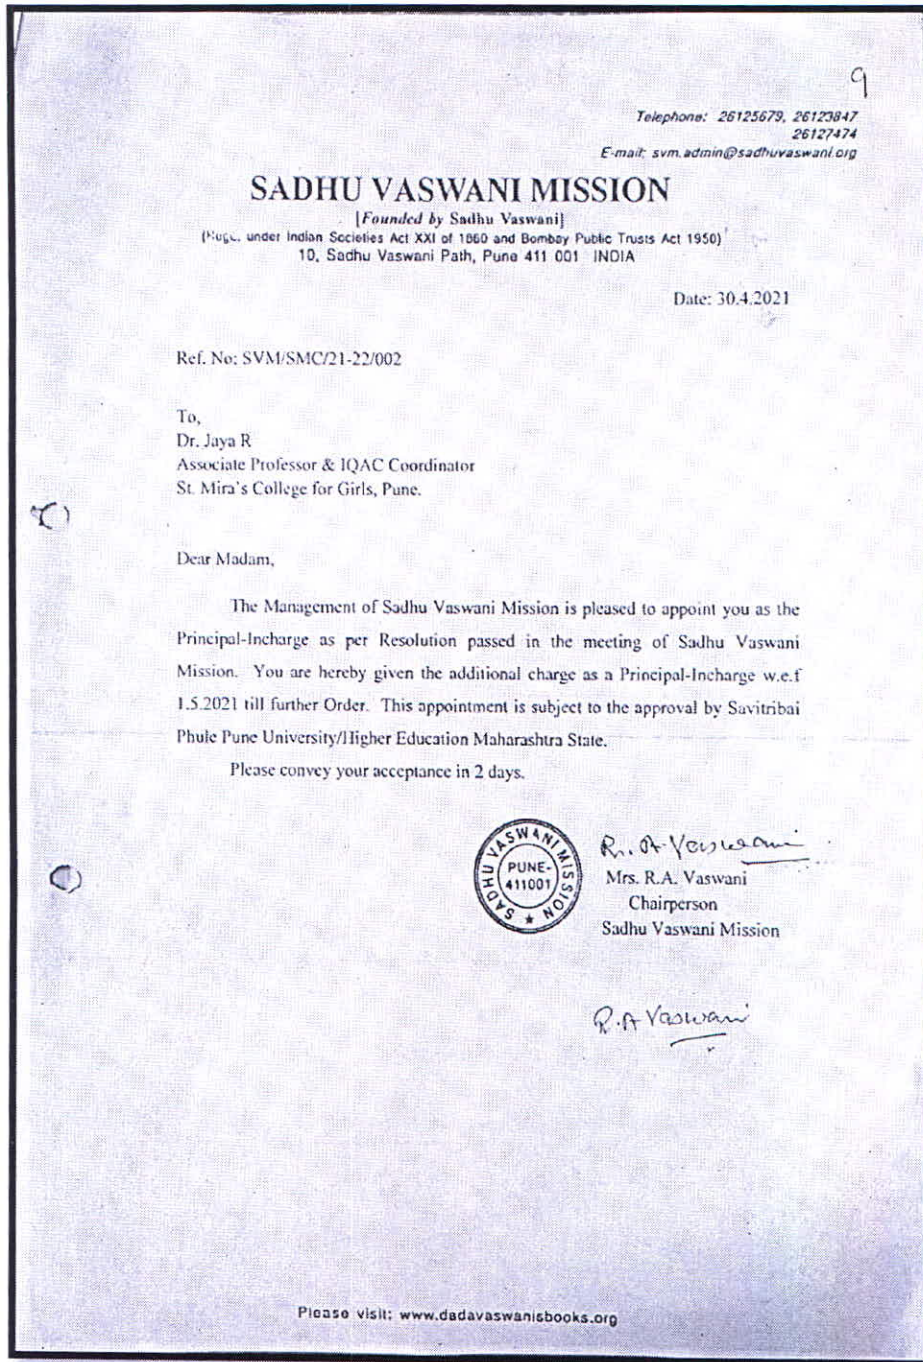 9
Telephone: 26125679, 26123847
26127474
E-mail: svm.admin@sadhuvaswani.org
SADHU VASWANI MISSION
[Founded by Sadhu Vaswani]
under Indian Societies Act XXI of 1860 and Bombay Public Trusts Act 1950)
10, Sadhu Vaswani Path, Pune 411 001 INDIA
Date: 30.4.2021
Ref. No: SVM/SMC/21-22/002
To,
Dr. Jaya R
Associate Professor & IQAC Coordinator
St. Mira's College for Girls, Pune.
Dear Madam,
The Management of Sadhu Vaswani Mission is pleased to appoint you as the
Principal-Incharge as per Resolution passed in the meeting of Sadhu Vaswani
Mission. You are hereby given the additional charge as a Principal-Incharge w.e.f
1.5.2021 till further Order. This appointment is subject to the approval by Savitribai
Phule Pune University/Higher Education Maharashtra State.
Please convey your acceptance in 2 days.
SADHU VASWANI MISSION
PUNE-
411001
R. A. Vaswani
Mrs. R.A. Vaswani
Chairperson
Sadhu Vaswani Mission
R.A Vaswani
Please visit: www.dadavaswanisbooks.org